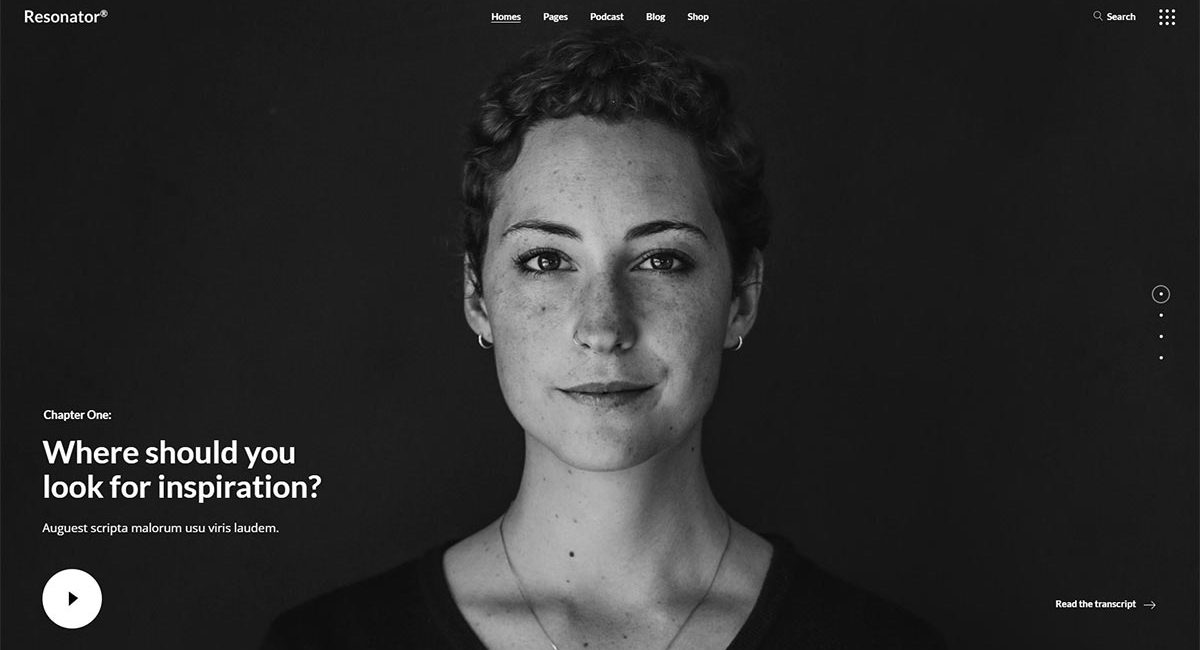 Resonator®
Homes Pages Podcast Blog Shop
Search
Chapter One:
Where should you
look for inspiration?
Auguest scripta malorum usu viris laudem.
Read the transcript